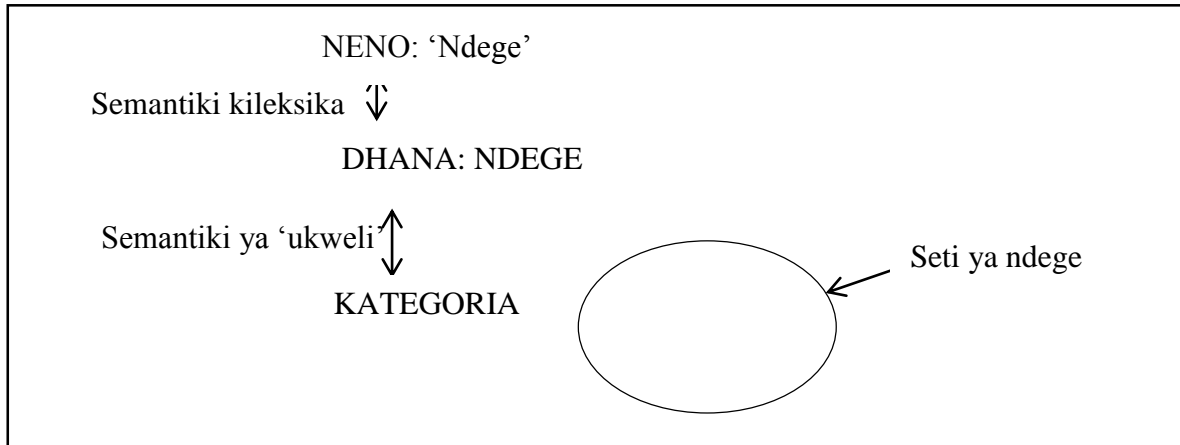 NENO: ‘Ndege’
Semantiki kileksika
DHANA: NDEGE
Semantiki ya ‘ukweli’
Seti ya ndege
KATEGORIA